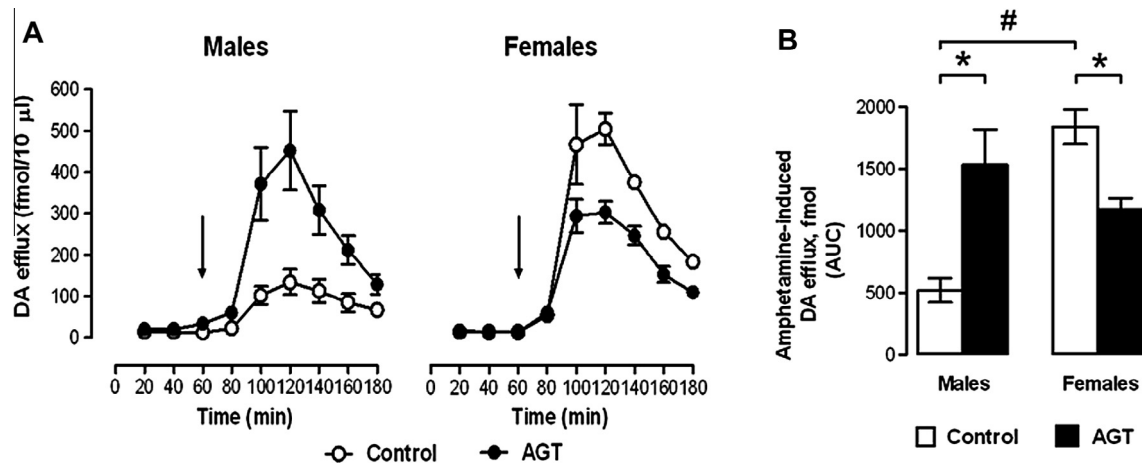 A
Males
Females
DA efflux (fmol/10 µl)
600
500
400
300
200
100
0
0 20 40 60 80 100 120 140 160 180
Time (min)
0 20 40 60 80 100 120 140 160 180
Time (min)
Control
AGT
B
#
*
*
Amphetamine-induced
DA efflux, fmol
(AUC)
2000
1500
1000
500
0
Males
Females
Control
AGT